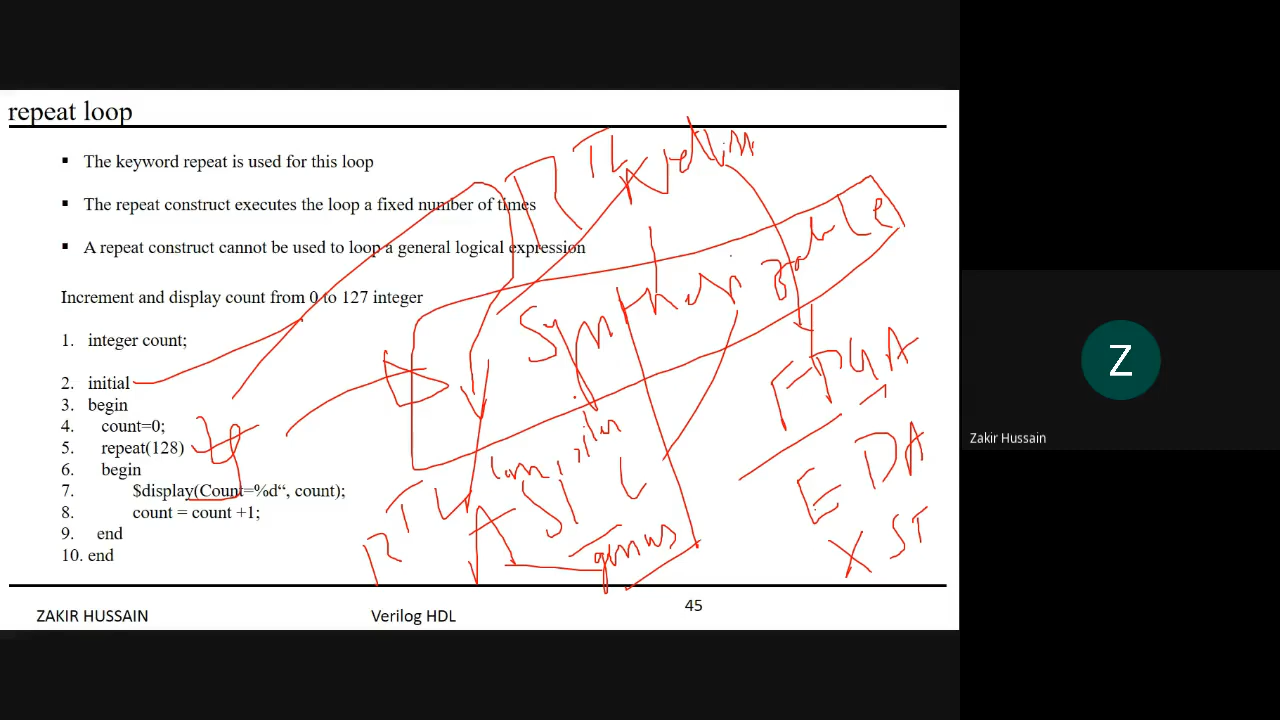 repeat loop
▪ The keyword repeat is used for this loop
▪ The repeat construct executes the loop a fixed number of times
▪ A repeat construct cannot be used to loop a general logical expression
Increment and display count from 0 to 127 integer
1. integer count;
2. initial
3. begin
4. count=0;
5. repeat(128)
6. begin
7. $display(Count=%d“, count);
8. count = count +1;
9. end
10. end
RTL
FPGA
RTL
EDA
XST
genus
ZAKIR HUSSAIN
Verilog HDL
45
Z
Zakir Hussain